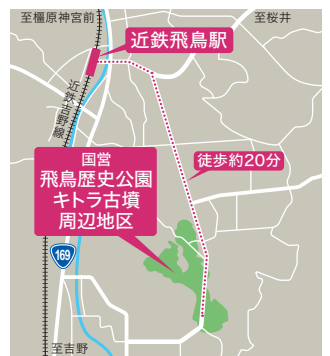 至橿原神宮前
至桜井
近鉄飛鳥駅
近鉄吉野線
徒歩約20分
国営
飛鳥歴史公園
キトラ古墳
周辺地区
169
至吉野